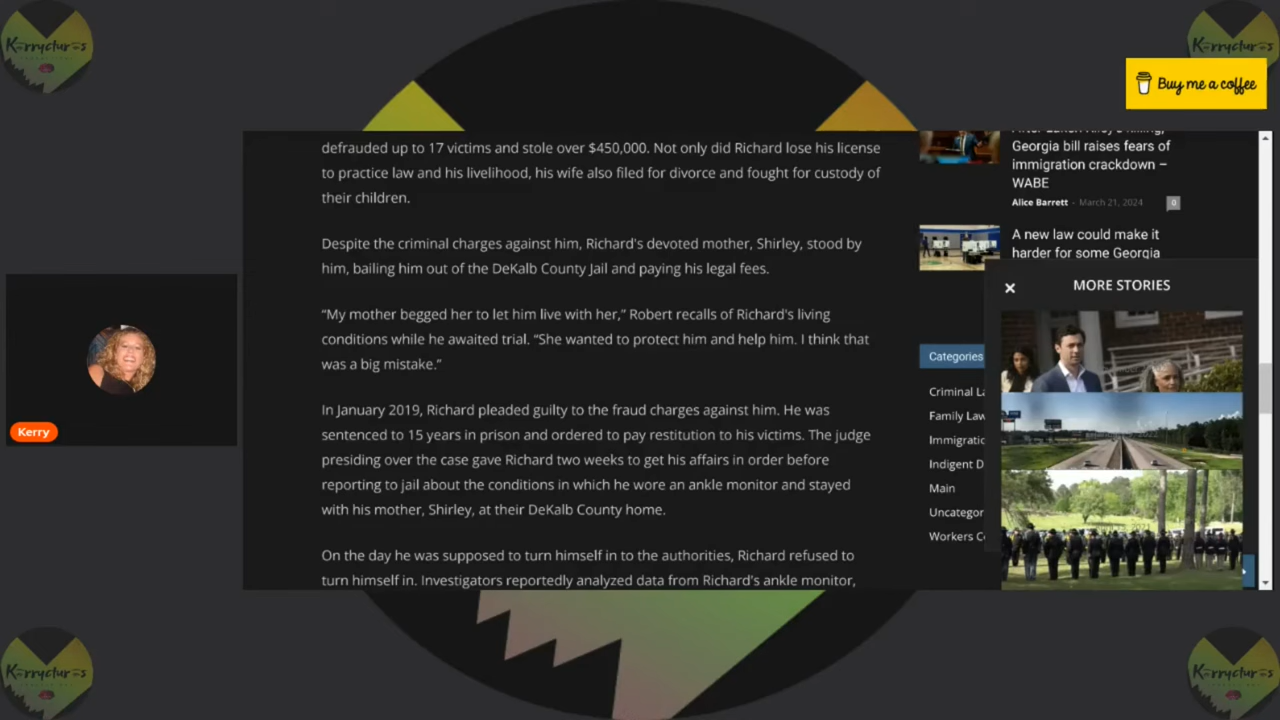 Kerryctur=s
Kerryctur=s
Buy me a coffee
defrauded up to 17 victims and stole over $450,000. Not only did Richard lose his license
to practice law and his livelihood, his wife also filed for divorce and fought for custody of
their children.
Despite the criminal charges against him, Richard's devoted mother, Shirley, stood by
him, bailing him out of the DeKalb County Jail and paying his legal fees.
“My mother begged her to let him live with her,” Robert recalls of Richard's living
conditions while he awaited trial. “She wanted to protect him and help him. I think that
was a big mistake.”
In January 2019, Richard pleaded guilty to the fraud charges against him. He was
sentenced to 15 years in prison and ordered to pay restitution to his victims. The judge
presiding over the case gave Richard two weeks to get his affairs in order before
reporting to jail about the conditions in which he wore an ankle monitor and stayed
with his mother, Shirley, at their DeKalb County home.
On the day he was supposed to turn himself in to the authorities, Richard refused to
turn himself in. Investigators reportedly analyzed data from Richard's ankle monitor,
Georgia bill raises fears of
immigration crackdown –
WABE
Alice Barrett - March 21, 2024 0
A new law could make it
harder for some Georgia
MORE STORIES
Categories
Criminal La
Family Law
Immigratic
Indigent D
Main
Uncategor
Workers C
Kerry
Kerryctur=s
Kerryctur=s